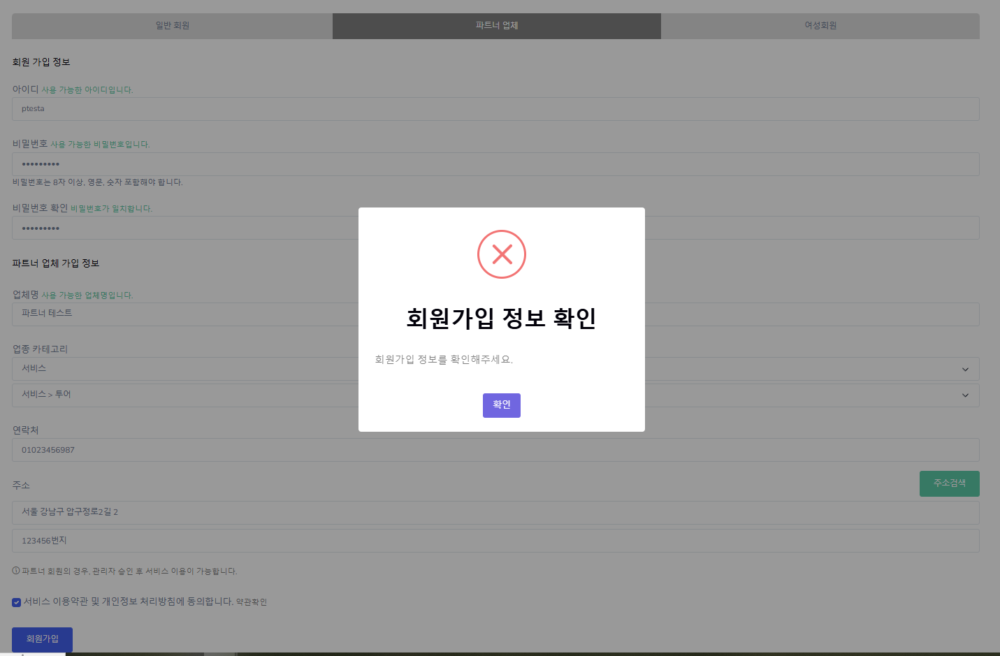 일반 회원
파트너 업체
여성회원
회원 가입 정보
아이디 사용 가능한 아이디입니다.
ptesta
비밀번호 사용 가능한 비밀번호입니다.
•••••••••
비밀번호는 8자 이상, 영문, 숫자 포함해야 합니다.
비밀번호 확인 비밀번호가 일치합니다.
•••••••••
파트너 업체 가입 정보
업체명 사용 가능한 업체명입니다.
파트너 테스트
업종 카테고리
서비스
서비스 > 투어
연락처
01023456987
주소
주소검색
서울 강남구 압구정로2길 2
123456번지
파트너 회원의 경우, 관리자 승인 후 서비스 이용이 가능합니다.
서비스 이용약관 및 개인정보 처리방침에 동의합니다. 약관확인
회원가입
회원가입 정보 확인
회원가입 정보를 확인해주세요.
확인